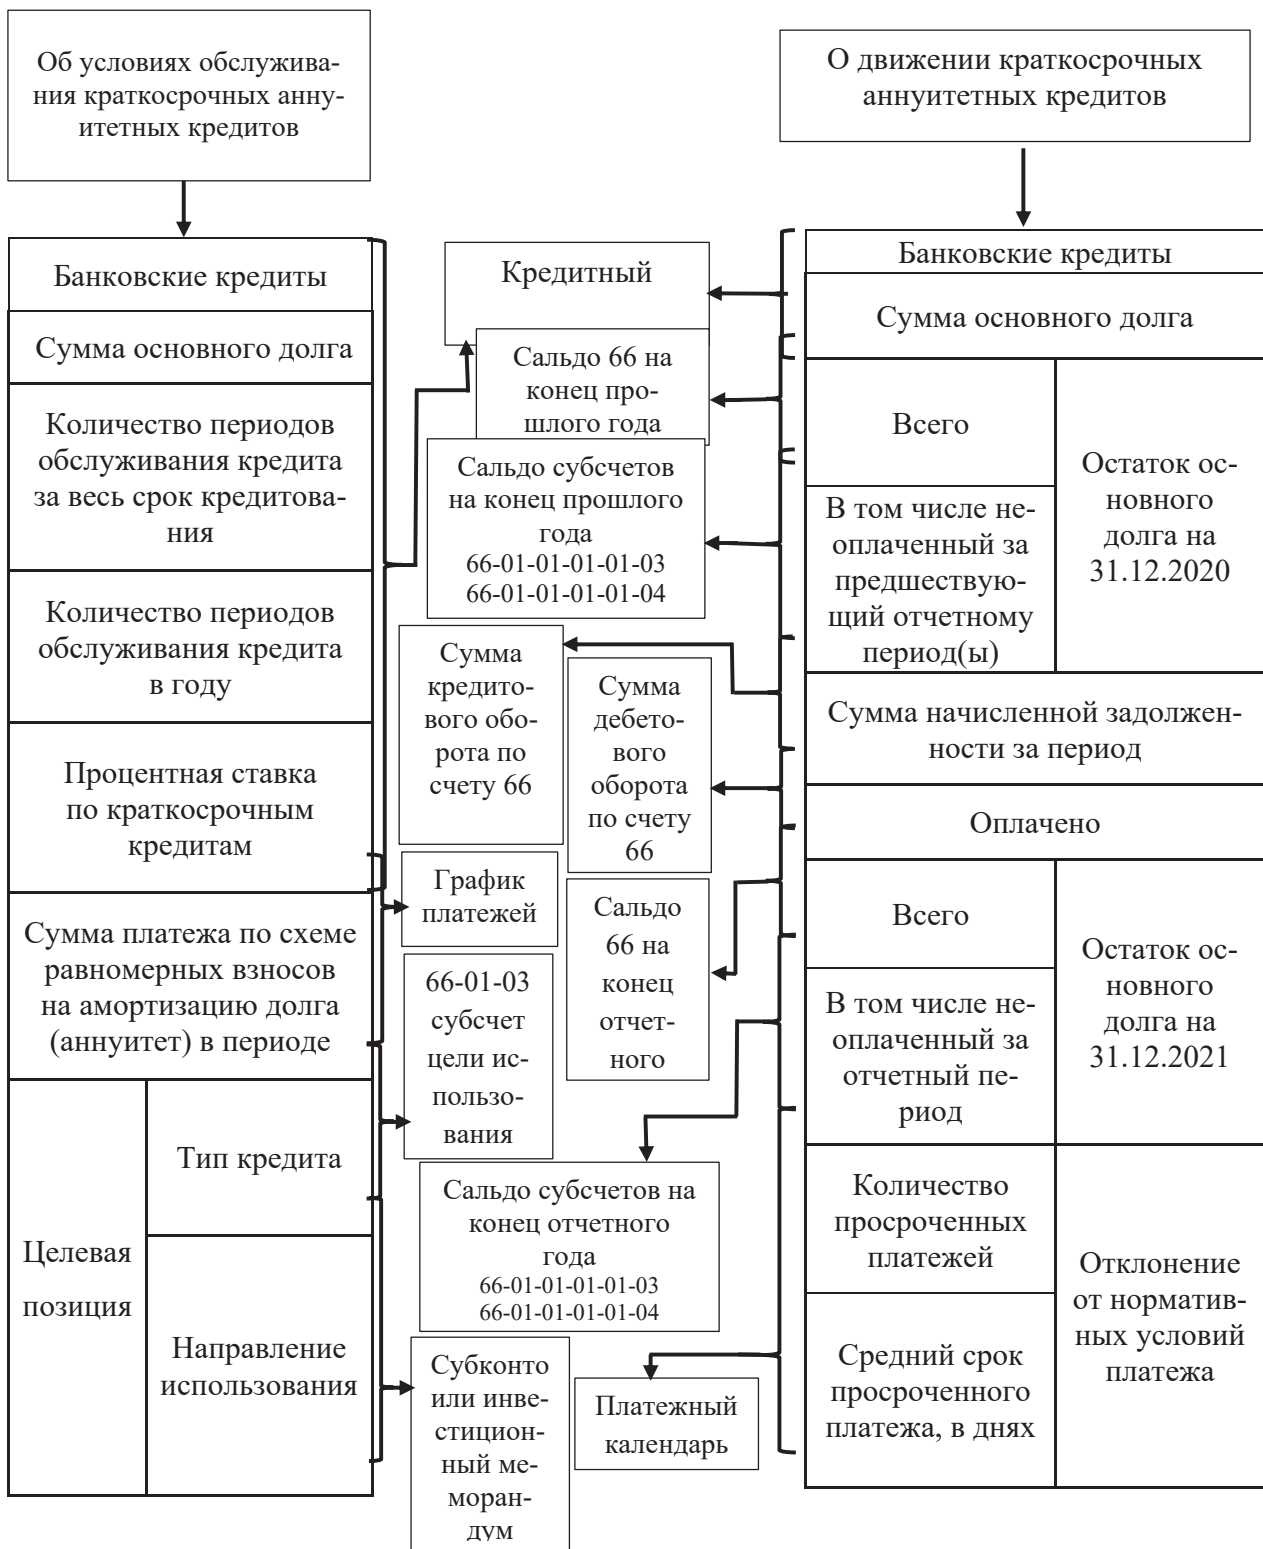 Об условиях обслужива-
ния краткосрочных анну-
итетных кредитов
Банковские кредиты
Сумма основного долга
Количество периодов
обслуживания кредита
за весь срок кредитова-
ния
Количество периодов
обслуживания кредита
в году
Процентная ставка
по краткосрочным
кредитам
Сумма платежа по схеме
равномерных взносов
на амортизацию долга
(аннуитет) в периоде
Целевая
позиция
Тип кредита
Направление
использования
Кредитный
Сальдо 66 на
конец про-
шлого года
Сальдо субсчетов
на конец прошлого
года
66-01-01-01-01-03
66-01-01-01-01-04
Сумма
кредито-
вого обо-
рота по
счету 66
Сумма
дебето-
вого
оборота
по счету
66
График
платежей
Сальдо
66 на
конец
отчет-
ного
66-01-03
субсчет
цели ис-
пользо-
вания
Сальдо субсчетов на
конец отчетного
года
66-01-01-01-01-03
66-01-01-01-01-04
Субконто
или инве-
стицион-
ный ме-
моран-
дум
Платежный
календарь
О движении краткосрочных
аннуитетных кредитов
Банковские кредиты
Сумма основного долга
Всего
В том числе не-
оплаченный за
предшествую-
щий отчетному
период(ы)
Остаток ос-
новного
долга на
31.12.2020
Сумма начисленной задолжен-
ности за период
Оплачено
Всего
В том числе не-
оплаченный за
отчетный пе-
риод
Остаток ос-
новного
долга на
31.12.2021
Количество
просроченных
платежей
Средний срок
просроченного
платежа, в днях
Отклонение
от норматив-
ных условий
платежа